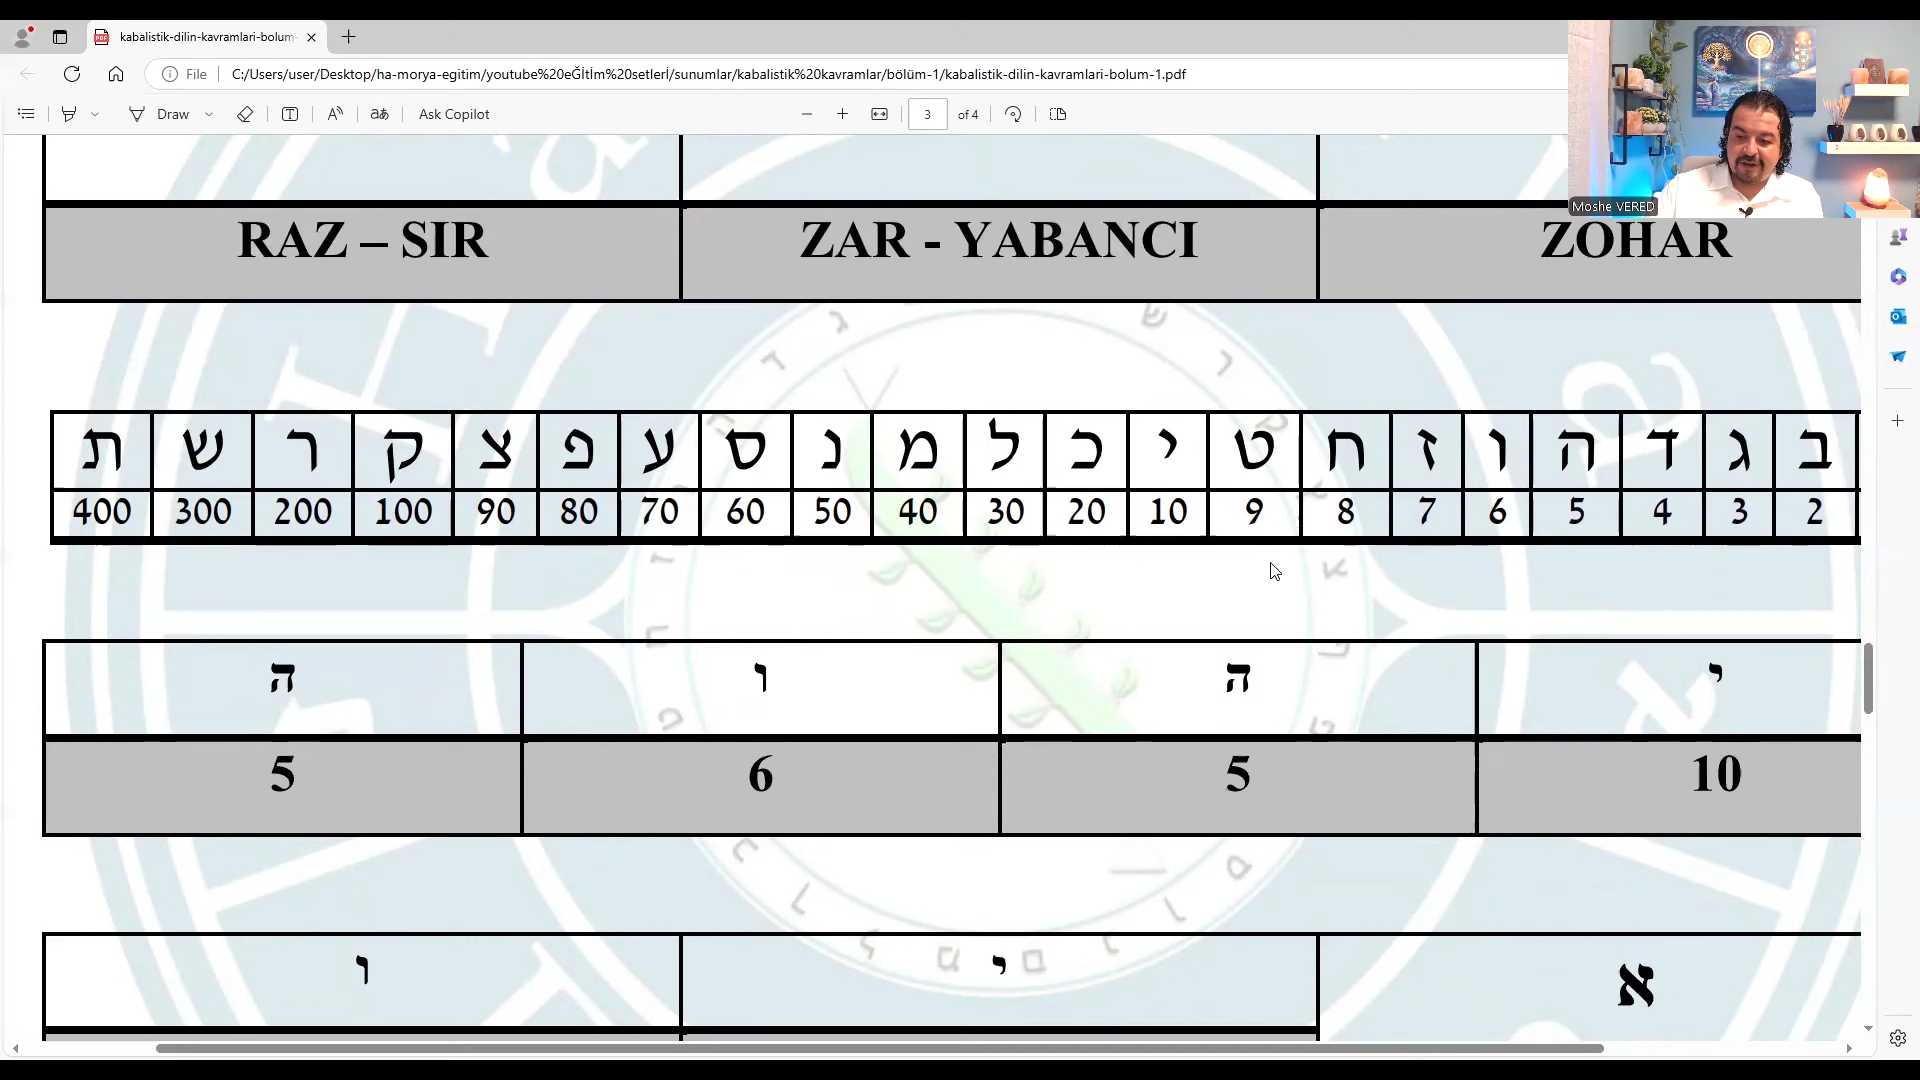 kabalistik-dilin-kavramlari-bolum-
File
C:/Users/user/Desktop/ha-morya-egitim/youtube%20eĞİTİM%20setlerİ/sunumlar/kabalistik%20kavramlar/bölüm-1/kabalistik-dilin-kavramlari-bolum-1.pdf
Draw
Ask Copilot
3 of 4
Moshe VERED
RAZ – SIR ZAR - YABANCI ZOHAR
ב ג ד ה ו ז ח ט י כ ל מ נ ס ע פ צ ק ר ש ת
400 300 200 100 90 80 70 60 50 40 30 20 10 9 8 7 6 5 4 3 2
י ה ו ה
5 6 5 10
א י ו